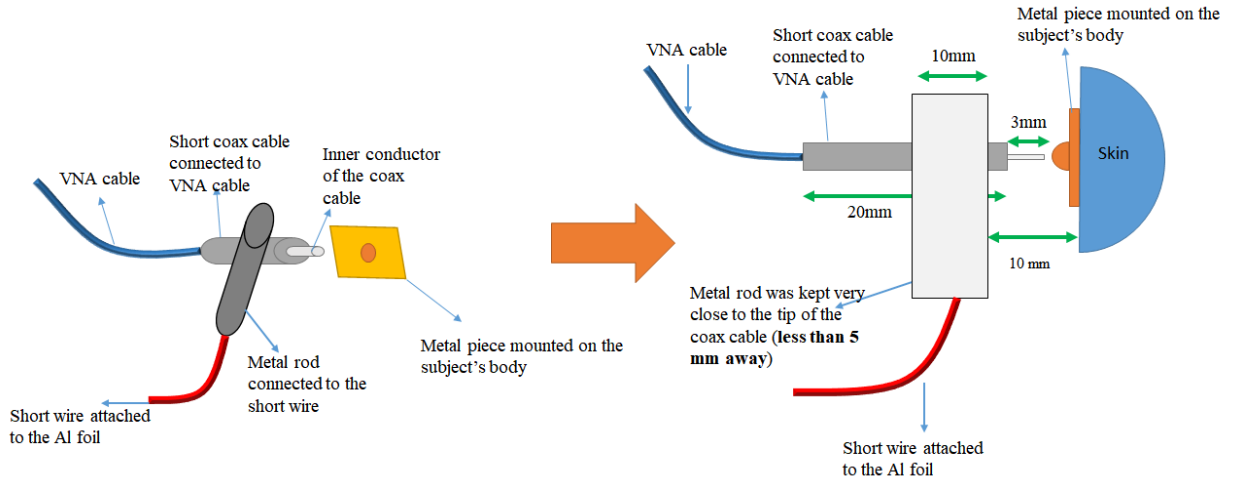 VNA cable
Short coax cable
connected to
VNA cable
Inner conductor
of the coax
cable
Metal piece mounted on the
subject's body
Metal rod
connected to the
short wire
Short wire attached
to the Al foil
VNA cable
Short coax cable
connected to
VNA cable
10mm
Metal piece mounted on the
subject's body
3mm
Skin
20mm
10 mm
Metal rod was kept very
close to the tip of the
coax cable (less than 5
mm away)
Short wire attached
to the Al foil